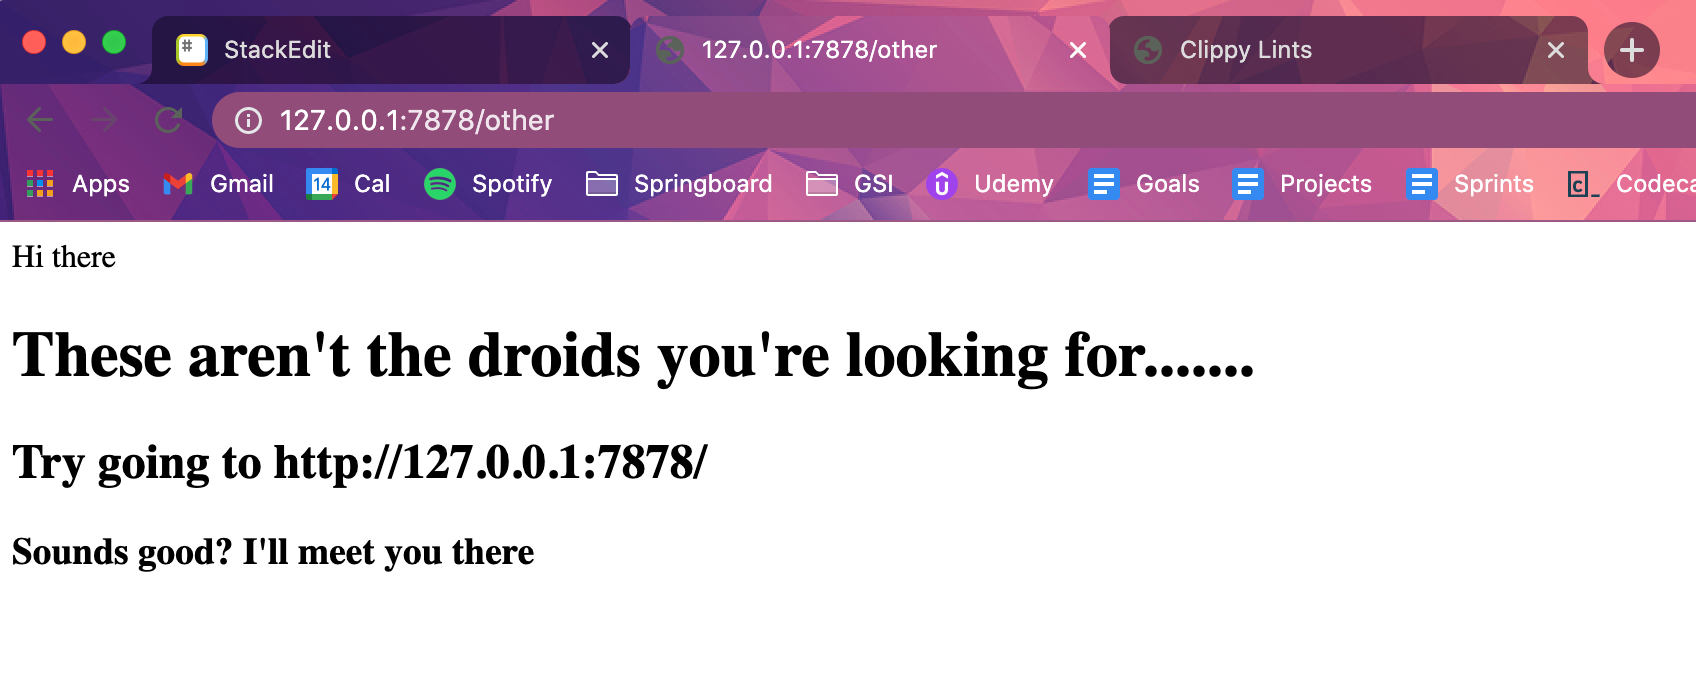 StackEdit 127.0.0.1:7878/other Clippy Lints
127.0.0.1:7878/other
Apps Gmail 14 Cal Spotify Springboard GSI Udemy Goals Projects Sprints Codeca
Hi there
These aren't the droids you're looking for.......
Try going to http://127.0.0.1:7878/
Sounds good? I'll meet you there